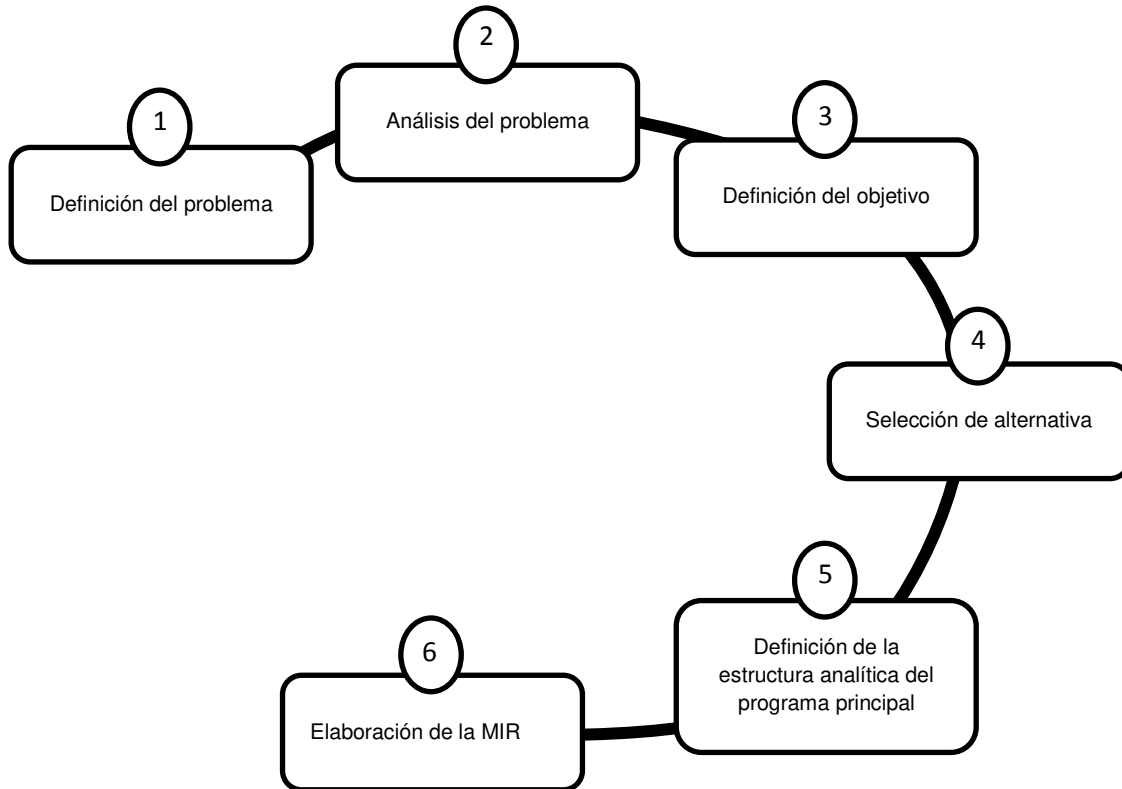 1
Definición del problema
2
Análisis del problema
3
Definición del objetivo
4
Selección de alternativa
5
Definición de la
estructura analítica del
programa principal
6
Elaboración de la MIR